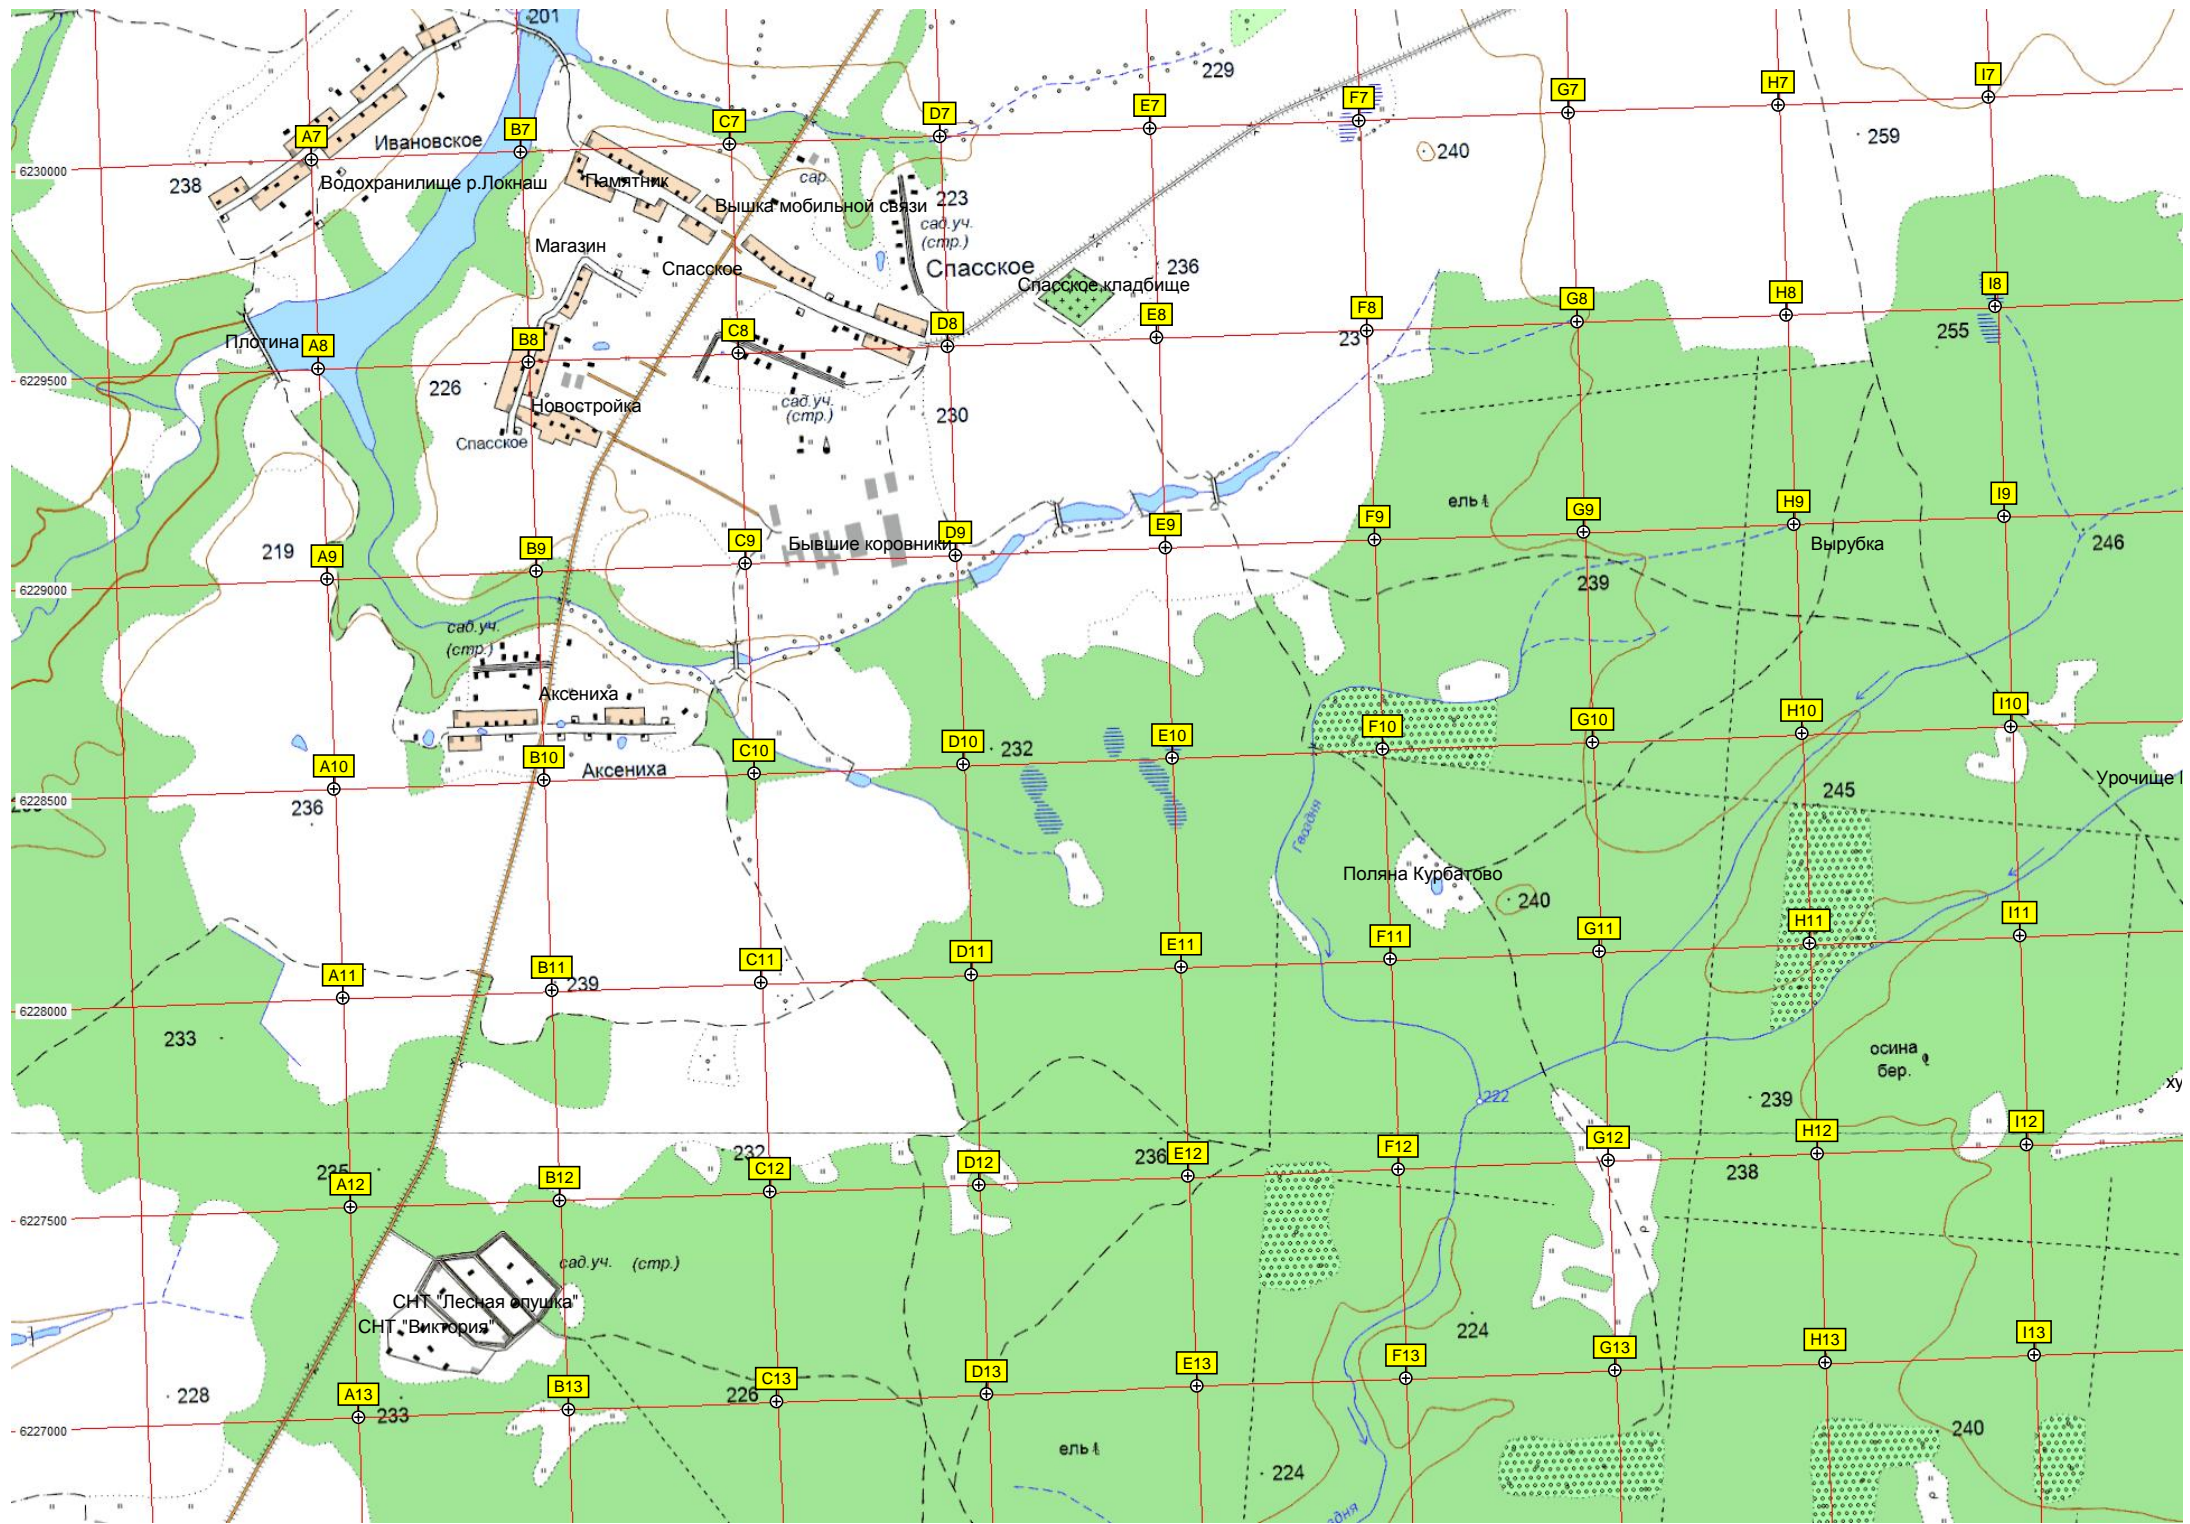 201
229
I7
H7
G7
F7
E7
D7
C7
B7
A7
259
240
Ивановское
6230000
238
Водохранилище р.Локнаш
Памятник
сар.
223
Вышка мобильной связи
сад.уч.
(стр.)
Магазин
Спасское
Спасское
236
Спасское кладбище
I8
H8
G8
F8
E8
D8
C8
B8
A8
Плотина
23
255
6229500
226
Новостройка
сад.уч.
(стр.)
230
Спасское
ель
I9
H9
G9
F9
E9
D9
C9
B9
A9
219
Бывшие коровники
Вырубка
246
239
6229000
сад.уч.
(стр.)
Аксениха
I10
H10
G10
F10
E10
D10
C10
B10
A10
232
Аксениха
Урочище
245
6228500
236
Гвоздня
Поляна Курбатово
240
I11
H11
G11
F11
E11
D11
C11
B11
A11
239
6228000
233
осина
бер.
ху
222
239
I12
H12
G12
F12
E12
D12
C12
B12
A12
232
236
238
235
6227500
сад.уч. (стр.)
СНТ "Лесная опушка"
СНТ "Виктория"
224
I13
H13
G13
F13
E13
D13
C13
B13
A13
228
226
233
6227000
240
ель
224
здня